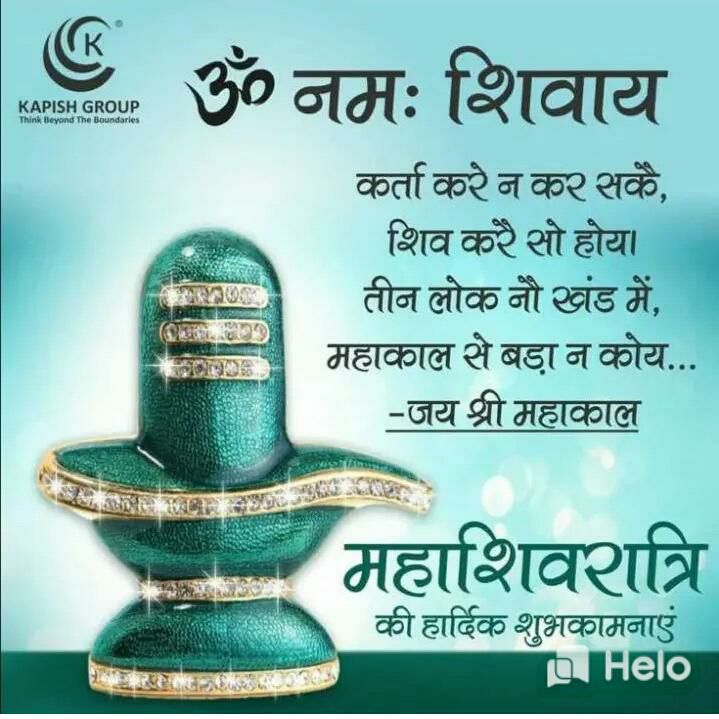 K
KAPISH GROUP
Think Beyond The Boundaries
ॐ नमः शिवाय
कर्ता करे न कर सकै,
शिव करै सो होय।
तीन लोक नौ खंड में,
महाकाल से बड़ा न कोय...
-जय श्री महाकाल
महाशिवरात्रि
की हार्दिक शुभकामनाएं
Helo